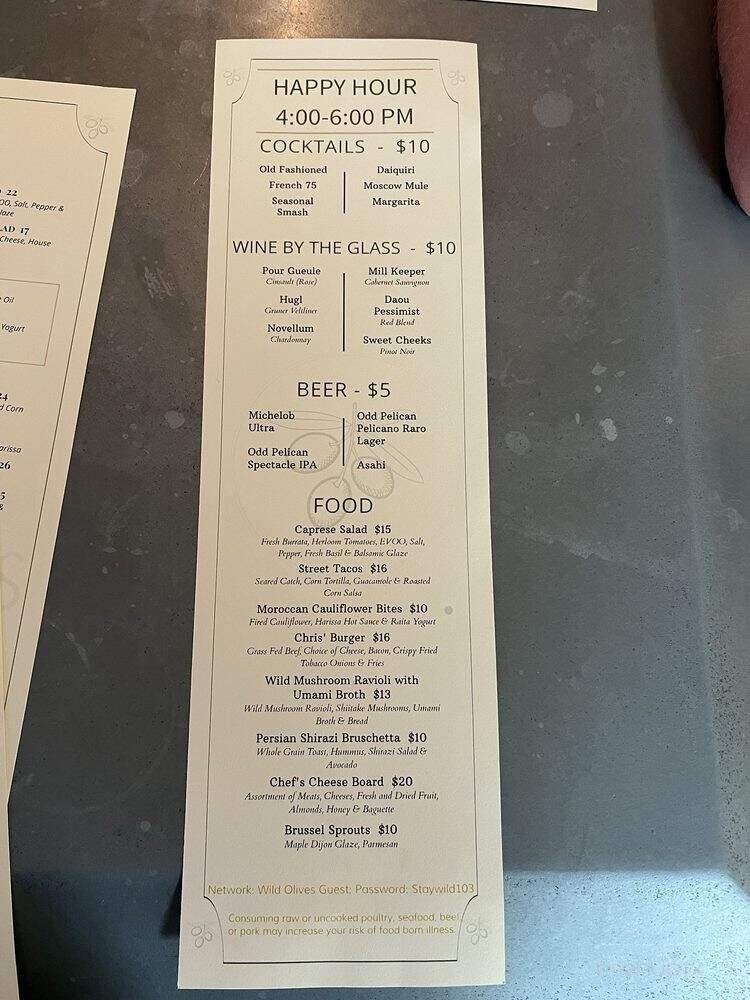 HAPPY HOUR
4:00-6:00 PM
COCKTAILS - $10
Old Fashioned
French 75
Seasonal
Smash
Daiquiri
Moscow Mule
Margarita
WINE BY THE GLASS - $10
Pour Gueule
Cinsault (Rose)
Hugl
Gruner Veltliner
Novellum
Chardonnay
Mill Keeper
Cabernet Sauvignon
Daou
Pessimist
Red Blend
Sweet Cheeks
Pinot Noir
BEER - $5
Michelob
Ultra
Odd Pelican
Spectacle IPA
Odd Pelican
Pelicano Raro
Lager
Asahi
FOOD
Caprese Salad $15
Fresh Burrata, Herloom Tomatoes, EVOO, Salt,
Pepper, Fresh Basil & Balsamic Glaze
Street Tacos $16
Seared Catch, Corn Tortilla, Guacamole & Roasted
Corn Salsa
Moroccan Cauliflower Bites $10
Fired Cauliflower, Harissa Hot Sauce & Raita Yogurt
Chris' Burger $16
Grass Fed Beef, Choice of Cheese, Bacon, Crispy Fried
Tobacco Onions & Fries
Wild Mushroom Ravioli with
Umami Broth $13
Wild Mushroom Ravioli, Shiitake Mushrooms, Umami
Broth & Bread
Persian Shirazi Bruschetta $10
Whole Grain Toast, Hummus, Shirazi Salad &
Avocado
Chef's Cheese Board $20
Assortment of Meats, Cheeses, Fresh and Dried Fruit,
Almonds, Honey & Baguette
Brussel Sprouts $10
Maple Dijon Glaze, Parmesan
Network: Wild Olives Guest; Password: Staywild103
Consuming raw or uncooked poultry, seafood, beef
or pork may increase your risk of food born illness.
22
Salt, Pepper &
17
Cheese, House
Oil
Yogurt
Corn
26
&